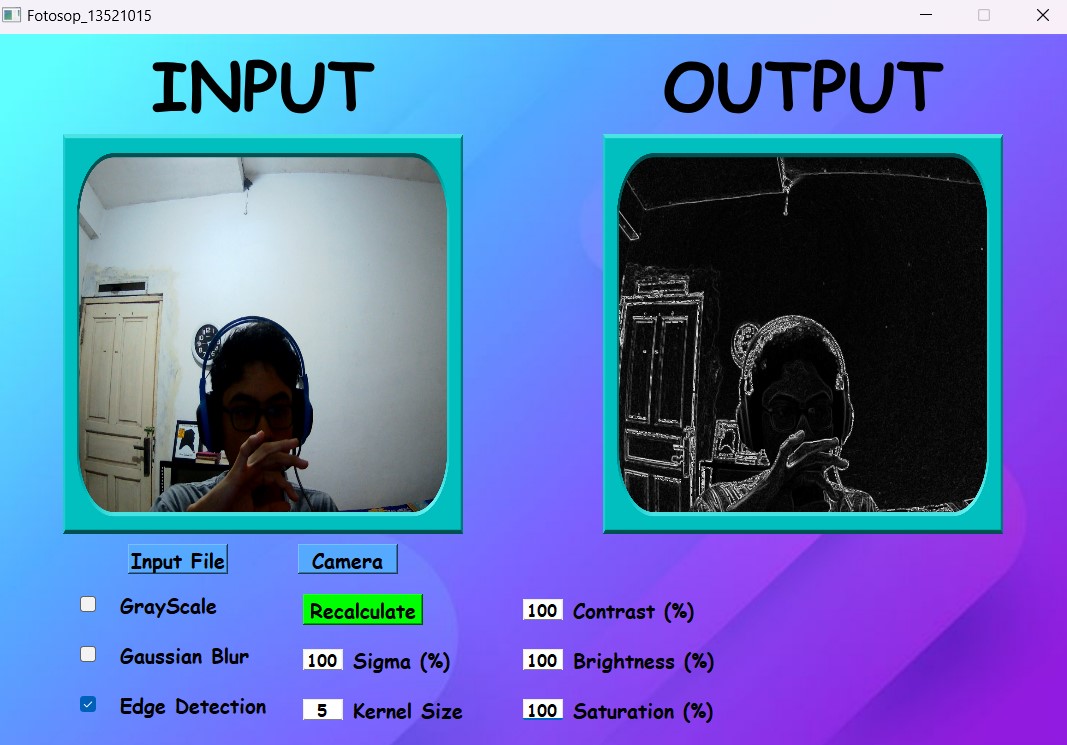 Fotosop_13521015
INPUT
OUTPUT
Input File
Camera
GrayScale
Recalculate
100 Contrast (%)
Gaussian Blur
100 Sigma (%)
100 Brightness (%)
Edge Detection
5 Kernel Size
100 Saturation (%)